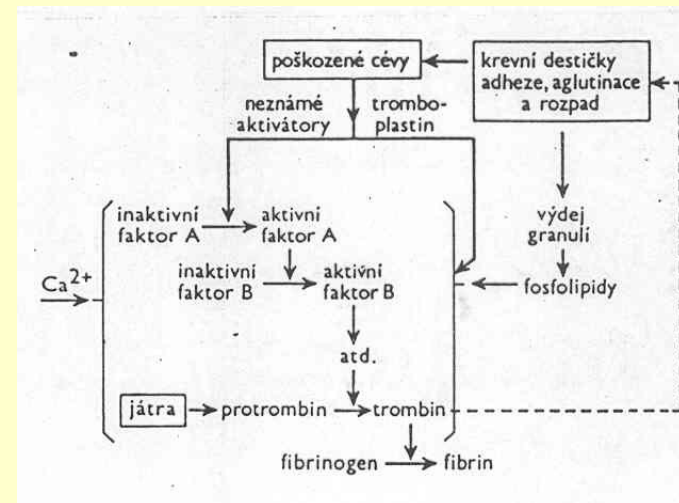 poškozené cévy
krevní destičky
adheze, aglutinace
a rozpad
neznámé
aktivátory
trombo-
plastin
inaktivní
faktor A
aktivní
faktor A
výdej
granulí
inaktivní
faktor B
aktivní
faktor B
Ca2+
fosfolipidy
atd.
játra
protrombin
trombin
fibrinogen
fibrin